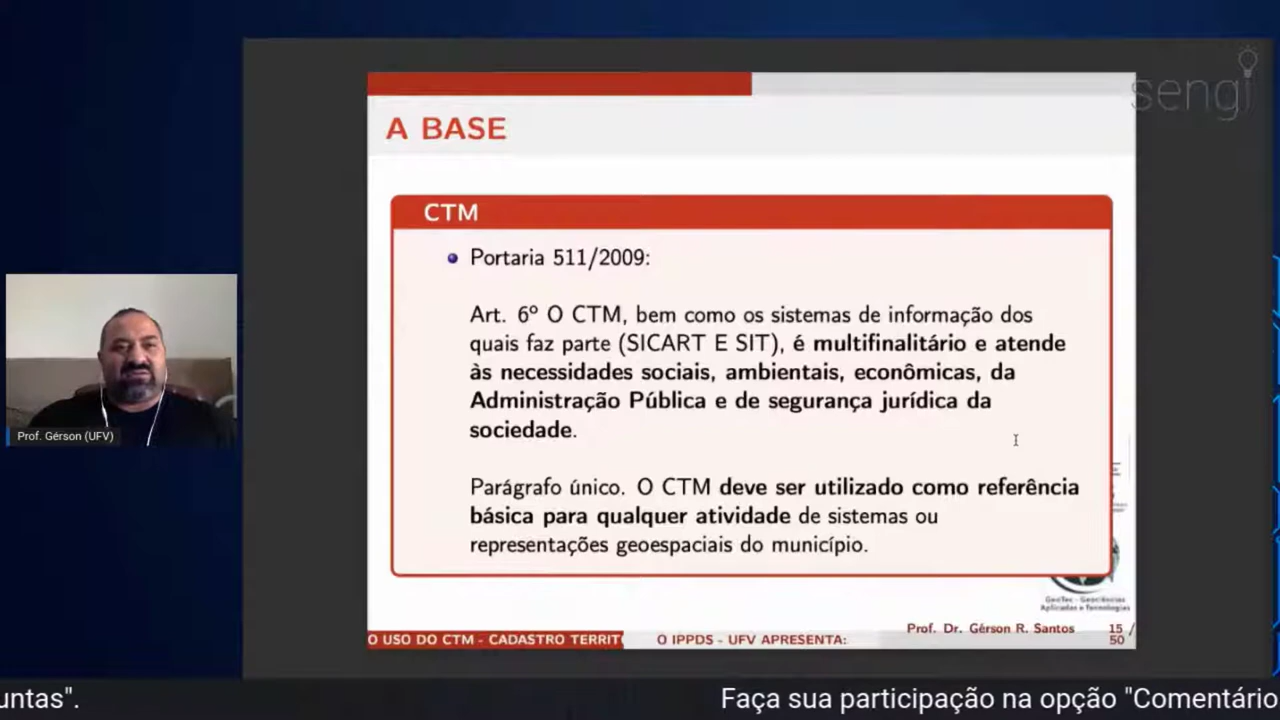 sengi
A BASE
CTM
Portaria 511/2009:
Art. 6º O CTM, bem como os sistemas de informação dos
quais faz parte (SICART E SIT), é multifinalitário e atende
às necessidades sociais, ambientais, econômicas, da
Administração Pública e de segurança jurídica da
sociedade.
Parágrafo único. O CTM deve ser utilizado como referência
básica para qualquer atividade de sistemas ou
representações geoespaciais do município.
GeoTec - Geociências
Aplicadas e Tecnologias
Prof. Dr. Gérson R. Santos
15 /
50
O USO DO CTM - CADASTRO TERRIT
O IPPDS - UFV APRESENTA:
Prof. Gérson (UFV)
untas".
Faça sua participação na opção "Comentário